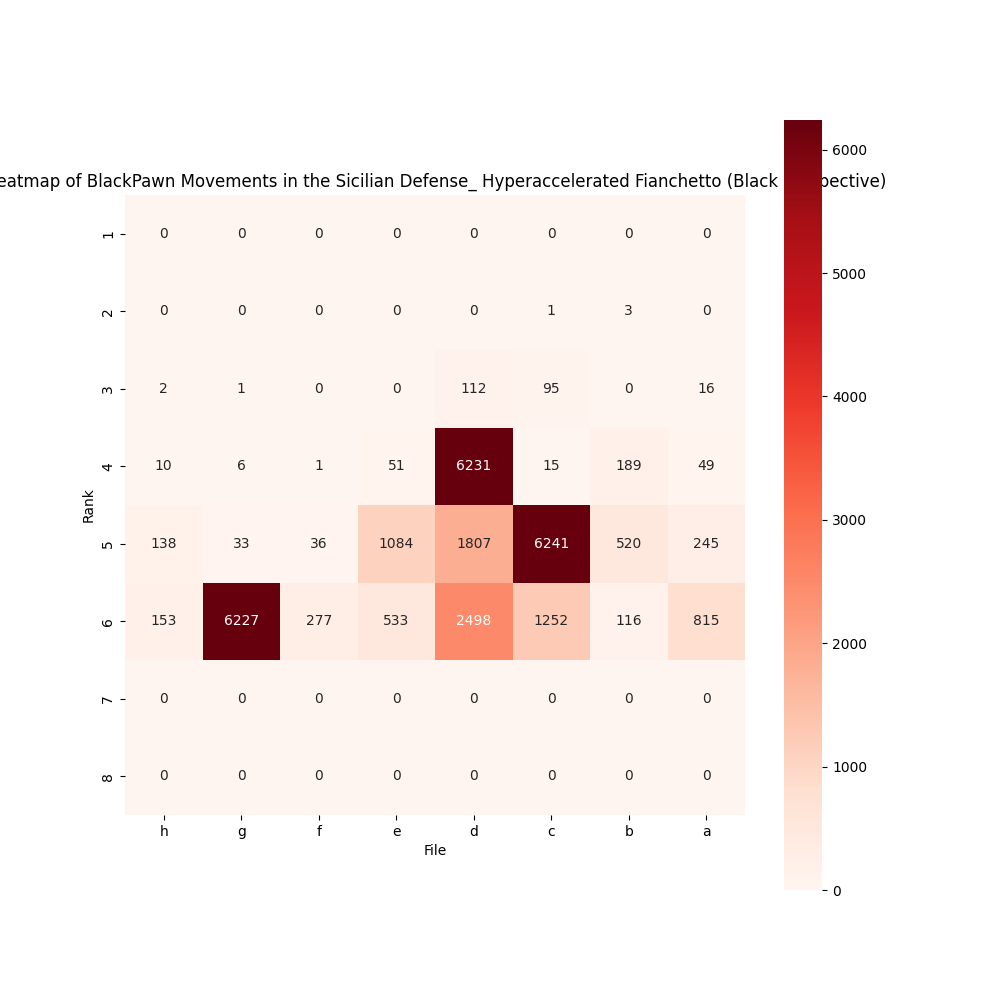 eatmap of BlackPawn Movements in the Sicilian Defense_ Hyperaccelerated Fianchetto (Black pective)
6000
5000
4000
3000
2000
1000
0
Rank
1 0 0 0 0 0 0 0 0
2 0 0 0 0 0 1 3 0
3 2 1 0 0 112 95 0 16
4 10 6 1 51 6231 15 189 49
5 138 33 36 1084 1807 6241 520 245
6 153 6227 277 533 2498 1252 116 815
7 0 0 0 0 0 0 0 0
8 0 0 0 0 0 0 0 0
h g f e d c b a
File